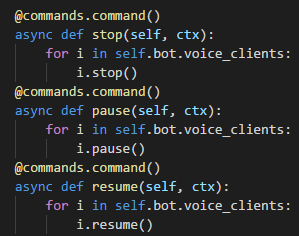 @commands.command()
async def stop(self, ctx):
    for i in self.bot.voice_clients:
        i.stop()
@commands.command()
async def pause(self, ctx):
    for i in self.bot.voice_clients:
        i.pause()
@commands.command()
async def resume(self, ctx):
    for i in self.bot.voice_clients:
        i.resume()